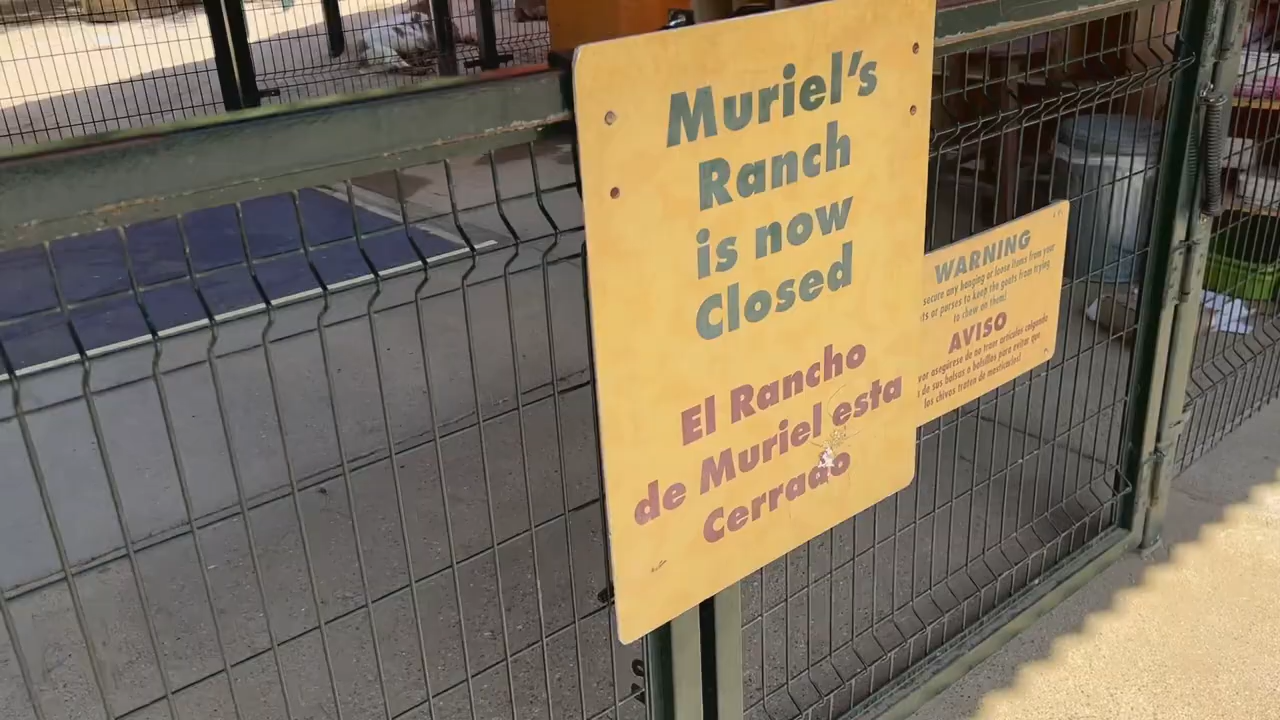 Muriel's
Ranch
is now
Closed
El Rancho
de Muriel esta
Cerrado
WARNING
secure any hanging or loose items from your
or purses to keep the goats from trying
to chew on them!
AVISO
asegurese de no traer articulos colgando
de sus bolsas o bolsillos para evitar que
los chivos traten de masticarlos!